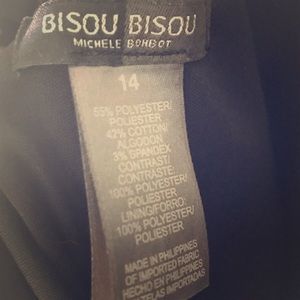 BISOU BISOU
MICHELE BOHBOT
14
55% POLYESTER/
POLIESTER
42% COTTON/
ALGODON
3% SPANDEX
CONTRAST/
CONTRASTE:
100% POLYESTER/
POLIESTER
LINING/FORRO:
100% POLYESTER/
POLIESTER
MADE IN PHILIPPINES
OF IMPORTED FABRIC
HECHO EN FILIPINAS
TELAS IMPORTADAS